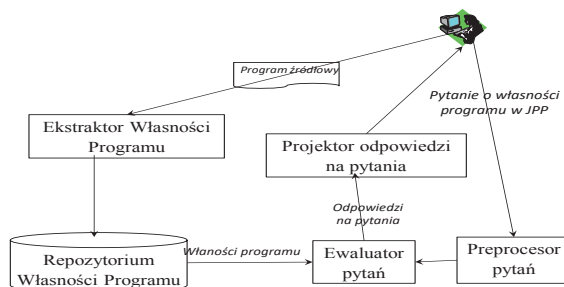 Program źródłowy
Pytanie o własności
programu w JPP
Ekstraktor Własności
Programu
Projektor odpowiedzi
na pytania
Odpowiedzi
na pytania
Repozytorium
Własności Programu
Właności programu
Ewaluator
pytań
Preprocesor
pytań